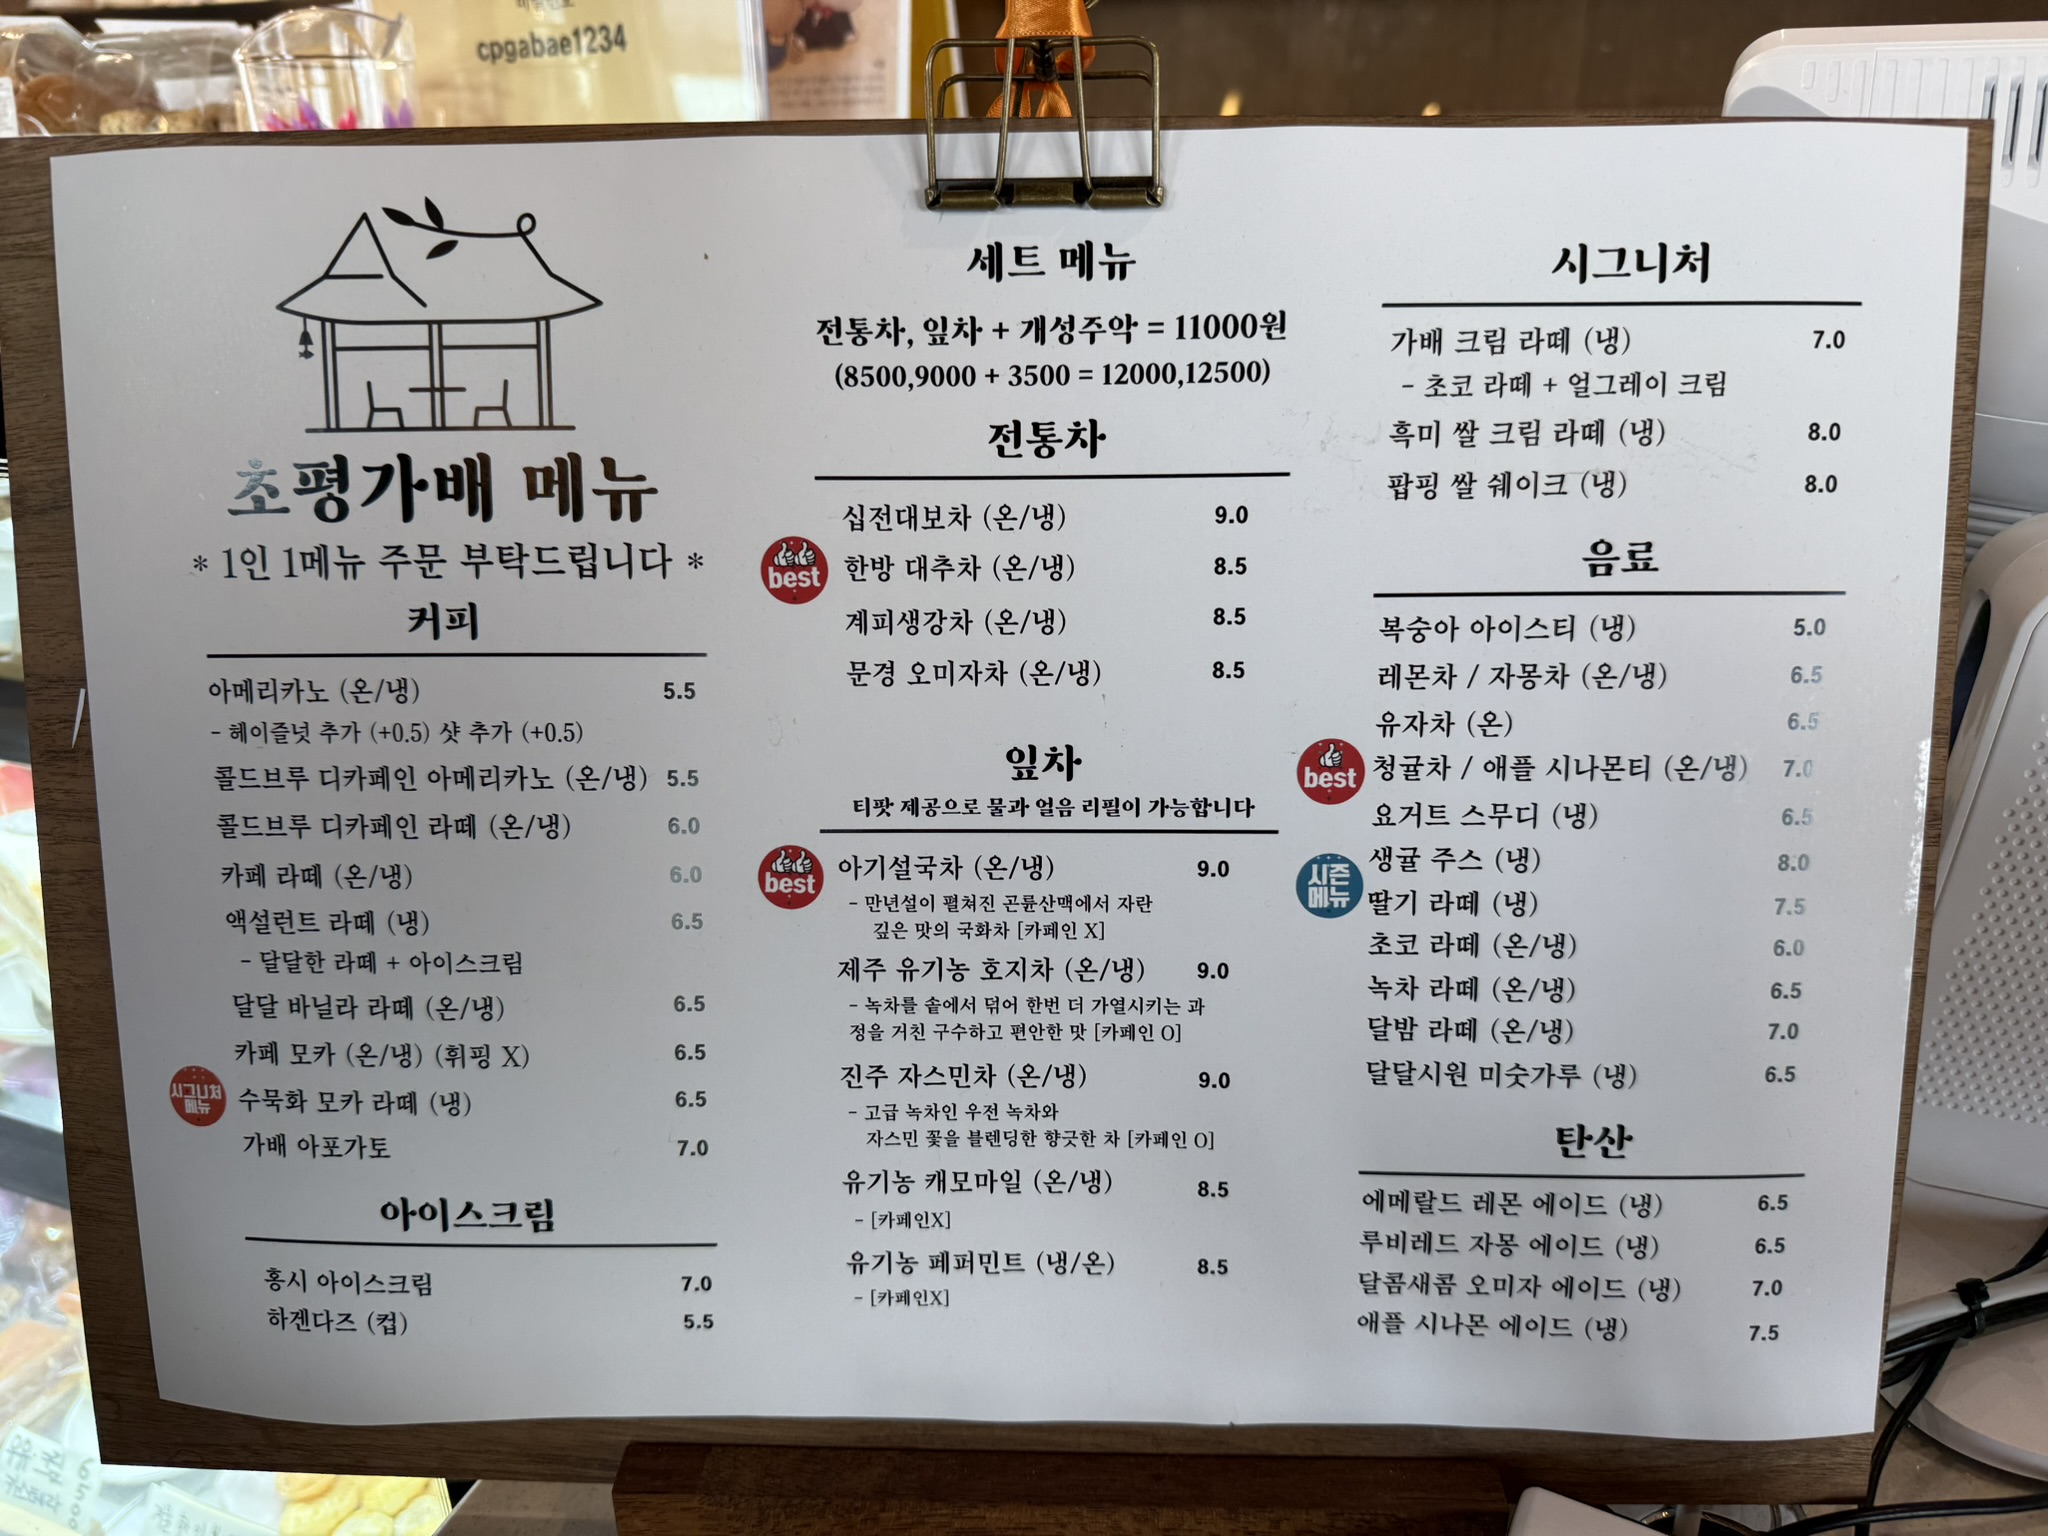 비밀번호
cpgabae1234
초평가배 메뉴
* 1인 1메뉴 주문 부탁드립니다 *
커피
아메리카노 (온/냉) 5.5
- 헤이즐넛 추가 (+0.5) 샷 추가 (+0.5)
콜드브루 디카페인 아메리카노 (온/냉) 5.5
콜드브루 디카페인 라떼 (온/냉) 6.0
카페 라떼 (온/냉) 6.0
액설런트 라떼 (냉) 6.5
- 달달한 라떼 + 아이스크림
달달 바닐라 라떼 (온/냉) 6.5
카페 모카 (온/냉) (휘핑 X) 6.5
시그니처
메뉴
수묵화 모카 라떼 (냉) 6.5
가배 아포가토 7.0
아이스크림
홍시 아이스크림 7.0
하겐다즈 (컵) 5.5
세트 메뉴
전통차, 잎차 + 개성주악 = 11000원
(8500,9000 + 3500 = 12000,12500)
전통차
십전대보차 (온/냉) 9.0
best
한방 대추차 (온/냉) 8.5
계피생강차 (온/냉) 8.5
문경 오미자차 (온/냉) 8.5
잎차
티팟 제공으로 물과 얼음 리필이 가능합니다
best
아기설국차 (온/냉) 9.0
- 만년설이 펼쳐진 곤륜산맥에서 자란
깊은 맛의 국화차 [카페인 X]
제주 유기농 호지차 (온/냉) 9.0
- 녹차를 솥에서 덖어 한번 더 가열시키는 과
정을 거친 구수하고 편안한 맛 [카페인 O]
진주 자스민차 (온/냉) 9.0
- 고급 녹차인 우전 녹차와
자스민 꽃을 블렌딩한 향긋한 차 [카페인 O]
유기농 캐모마일 (온/냉) 8.5
- [카페인X]
유기농 페퍼민트 (냉/온) 8.5
- [카페인X]
시그니처
가배 크림 라떼 (냉) 7.0
- 초코 라떼 + 얼그레이 크림
흑미 쌀 크림 라떼 (냉) 8.0
팝핑 쌀 쉐이크 (냉) 8.0
음료
복숭아 아이스티 (냉) 5.0
레몬차 / 자몽차 (온/냉) 6.5
유자차 (온) 6.5
best
청귤차 / 애플 시나몬티 (온/냉) 7.0
요거트 스무디 (냉) 6.5
시즌
메뉴
생귤 주스 (냉) 8.0
딸기 라떼 (냉) 7.5
초코 라떼 (온/냉) 6.0
녹차 라떼 (온/냉) 6.5
달밤 라떼 (온/냉) 7.0
달달시원 미숫가루 (냉) 6.5
탄산
에메랄드 레몬 에이드 (냉) 6.5
루비레드 자몽 에이드 (냉) 6.5
달콤새콤 오미자 에이드 (냉) 7.0
애플 시나몬 에이드 (냉) 7.5